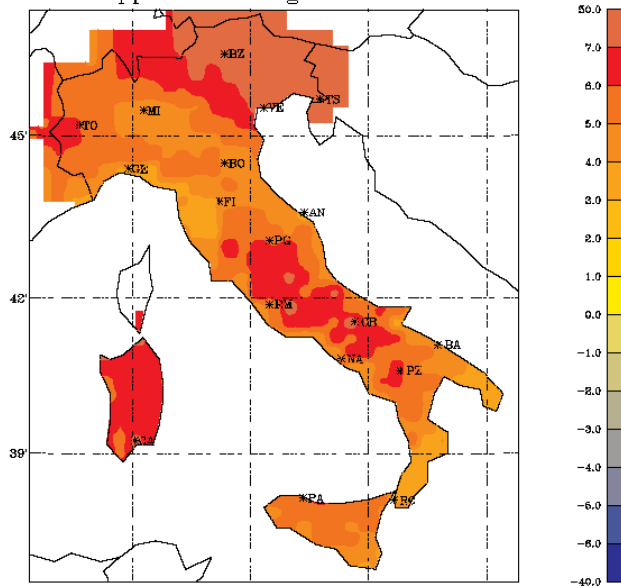 50.0
7.0
6.0
5.0
4.0
3.0
2.0
1.0
0.0
-1.0
-2.0
-3.0
-4.0
-5.0
-6.0
-40.0
45'
42'
39'
*BZ
*TS
*VE
*MI
*TO
*GE
*BO
*FI
*AN
*PG
*RM
*CB
*BA
*NA
*PZ
*CA
*PA
*RC